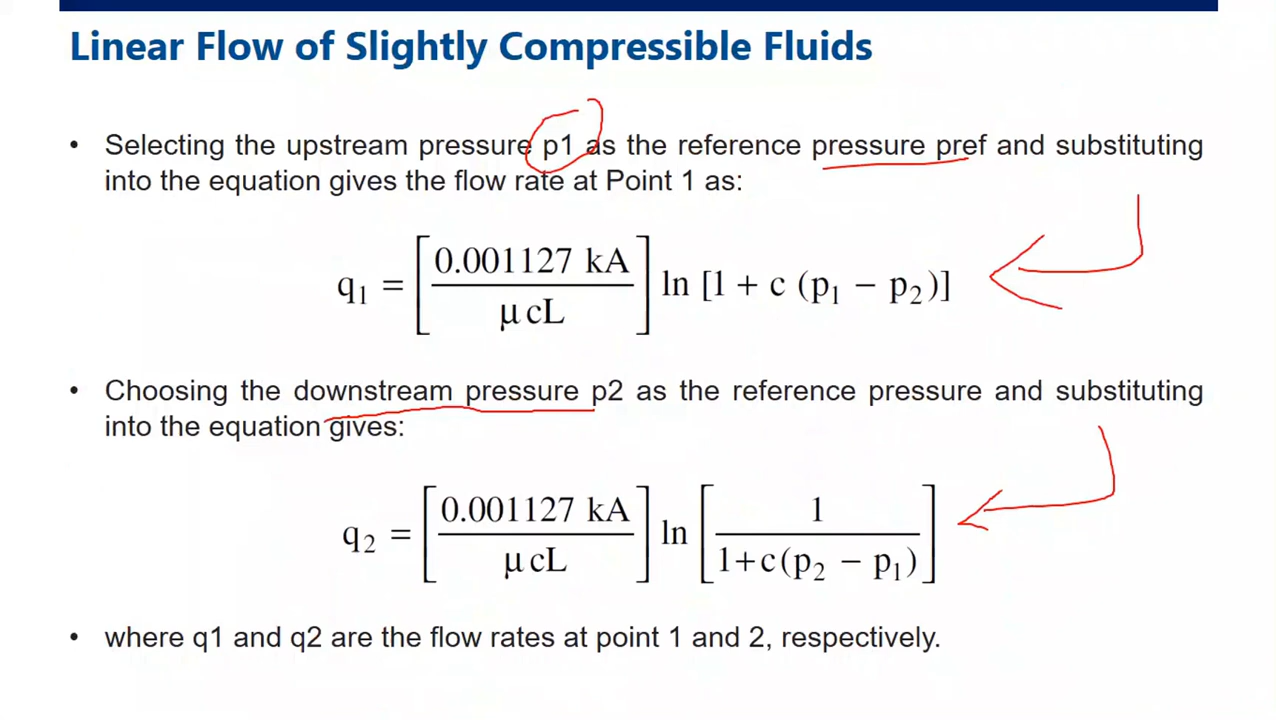 Linear Flow of Slightly Compressible Fluids
• Selecting the upstream pressure p1 as the reference pressure pref and substituting
into the equation gives the flow rate at Point 1 as:
q₁ = [0.001127 kA / μ cL] ln [1 + c (p₁ − p₂)]
• Choosing the downstream pressure p2 as the reference pressure and substituting
into the equation gives:
q₂ = [0.001127 kA / μ cL] ln [1 / 1+c(p₂ − p₁)]
• where q1 and q2 are the flow rates at point 1 and 2, respectively.